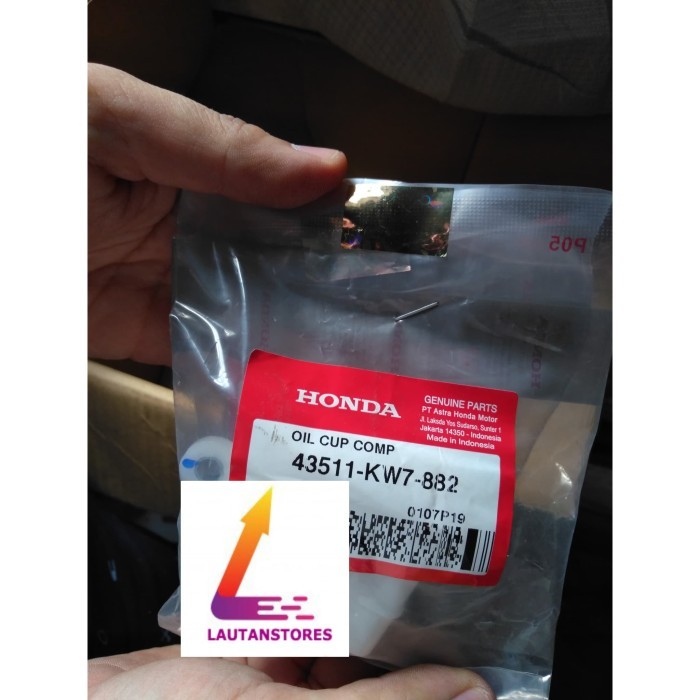 P05
HONDA
GENUINE PARTS
PT Astra Honda Motor
Jl. Laksda Yos Sudarso, Sunter 1
Jakarta 14350 - Indonesia
Made in Indonesia
OIL CUP COMP
43511-KW7-882
0107P19
LAUTANSTORES